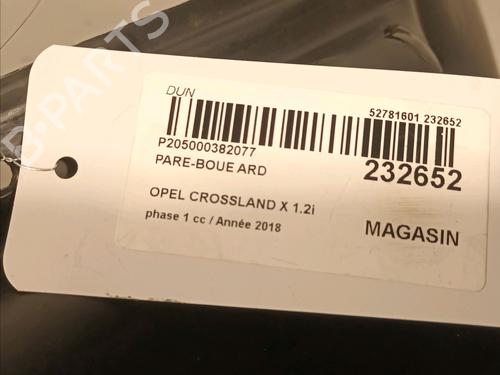 DUN
52781601 232652
P205000382077
PARE-BOUE ARD
232652
OPEL CROSSLAND X 1.2i
phase 1 cc / Année 2018
MAGASIN
B-PARTS